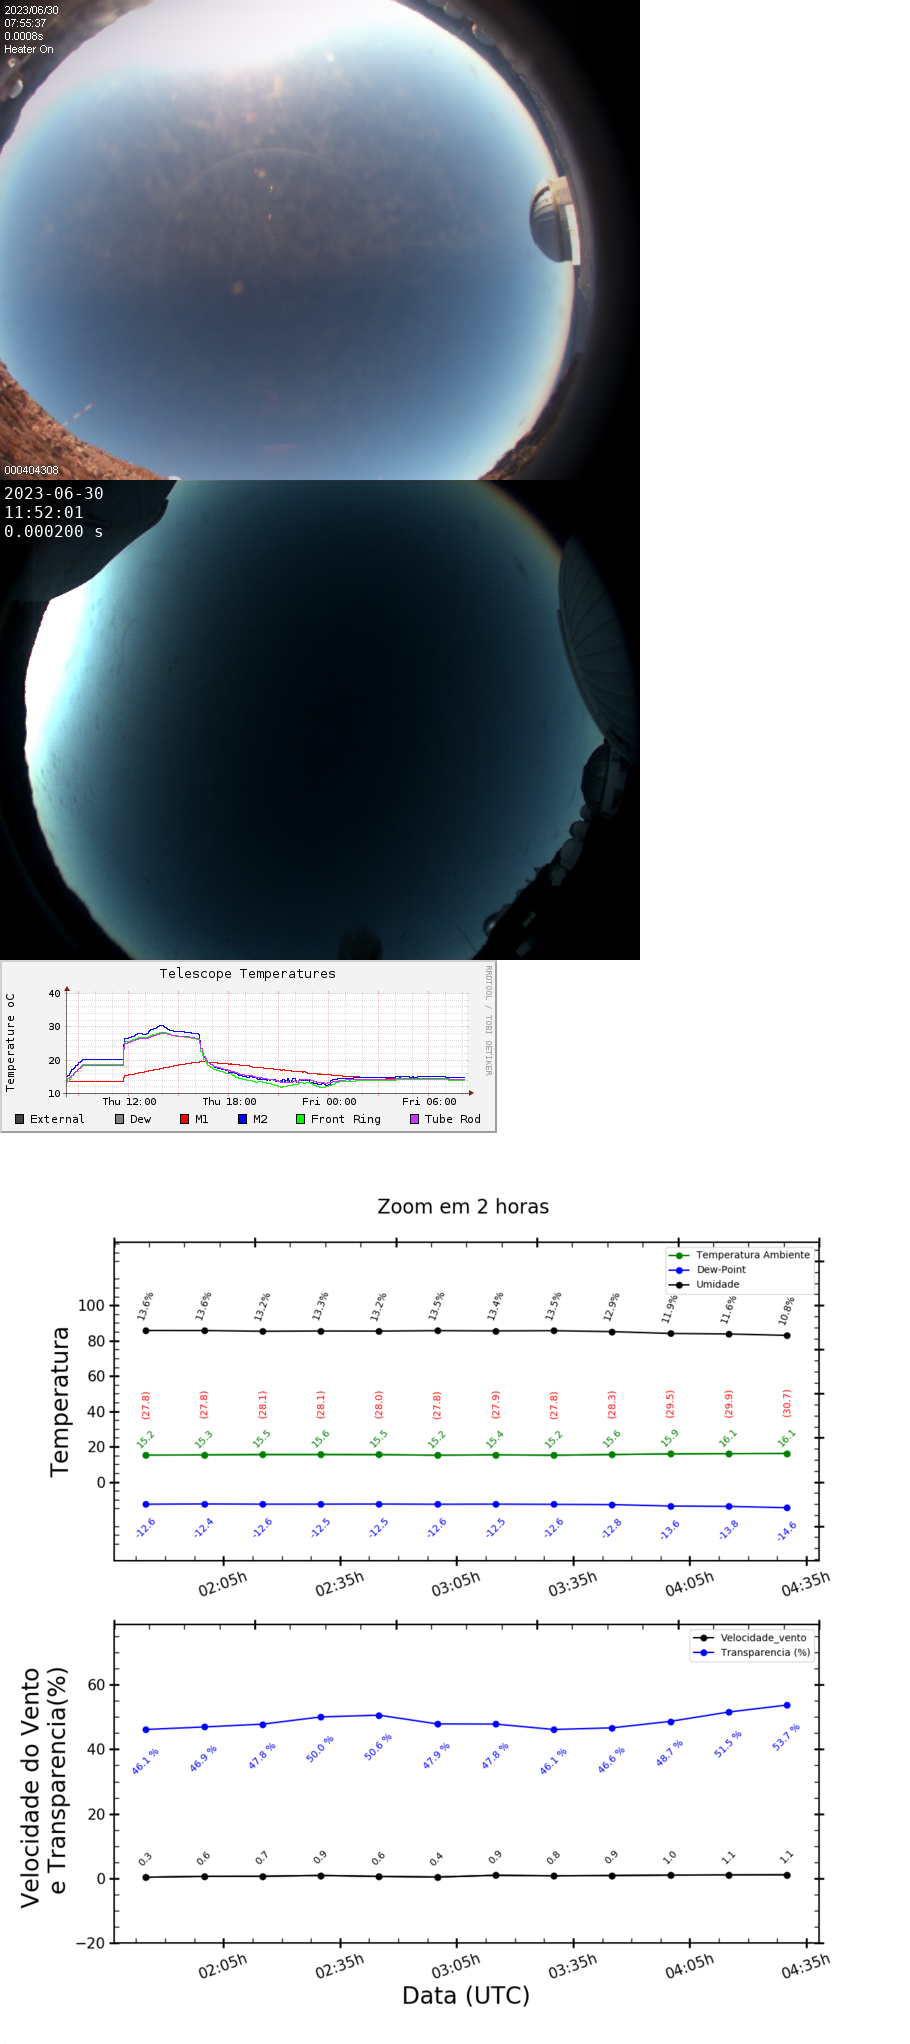 2023/06/30
07:55:37
0.0008s
Heater On
000404308
2023-06-30
11:52:01
0.000200 s
Telescope Temperatures
RRDTOOL / TOBI OETIKER
Temperature oC
40
30
20
10
Thu 12:00 Thu 18:00 Fri 00:00 Fri 06:00
External Dew M1 M2 Front Ring Tube Rod
Zoom em 2 horas
Temperatura Ambiente
Dew-Point
Umidade
Temperatura
100
80
60
40
20
0
13.6% 13.6% 13.2% 13.3% 13.2% 13.5% 13.4% 13.5% 12.9% 11.9% 11.6% 10.8%
(27.8) (27.8) (28.1) (28.1) (28.0) (27.8) (27.9) (27.8) (28.3) (29.5) (29.9) (30.7)
15.2 15.3 15.5 15.6 15.5 15.2 15.4 15.2 15.6 15.9 16.1 16.1
-12.6 -12.4 -12.6 -12.5 -12.5 -12.6 -12.5 -12.6 -12.8 -13.6 -13.8 -14.6
02:05h 02:35h 03:05h 03:35h 04:05h 04:35h
Velocidade_vento
Transparencia (%)
Velocidade do Vento
e Transparencia(%)
60
40
20
0
−20
46.1 % 46.9 % 47.8 % 50.0 % 50.6 % 47.9 % 47.8 % 46.1 % 46.6 % 48.7 % 51.5 % 53.7 %
0.3 0.6 0.7 0.9 0.6 0.4 0.9 0.8 0.9 1.0 1.1 1.1
02:05h 02:35h 03:05h 03:35h 04:05h 04:35h
Data (UTC)